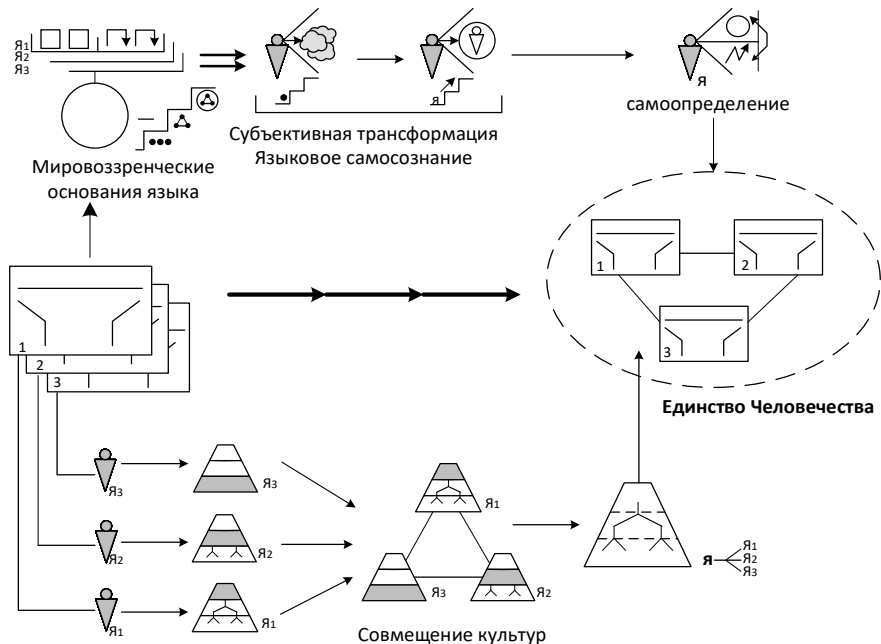 Я1
Я2
Я3
Я
Я
самоопределение
Субъективная трансформация
Языковое самосознание
Мировоззренческие
основания языка
1
2
3
1
2
3
Единство Человечества
Я3
Я2
Я1
Я1
Я3
Я2
Я3
Я2
Я1
Я
Я1
Я2
Я3
Совмещение культур